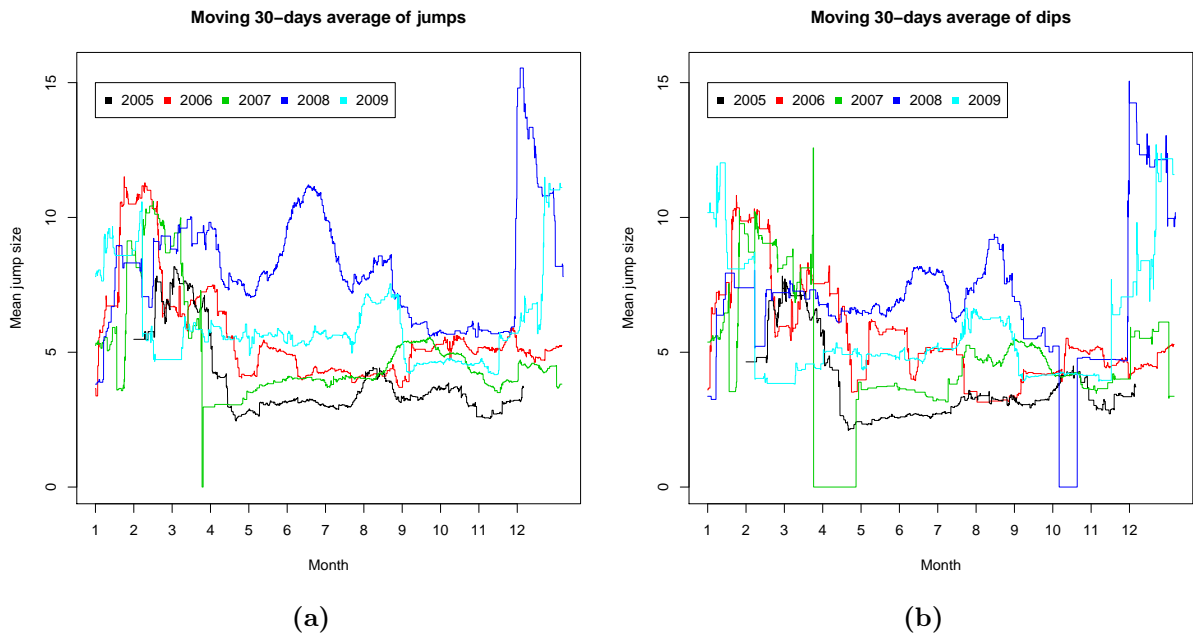 Moving 30−days average of jumps
Mean jump size
15
10
5
0
2005 2006 2007 2008 2009
1 2 3 4 5 6 7 8 9 10 11 12
Month
(a)
Moving 30−days average of dips
Mean jump size
15
10
5
0
2005 2006 2007 2008 2009
1 2 3 4 5 6 7 8 9 10 11 12
Month
(b)